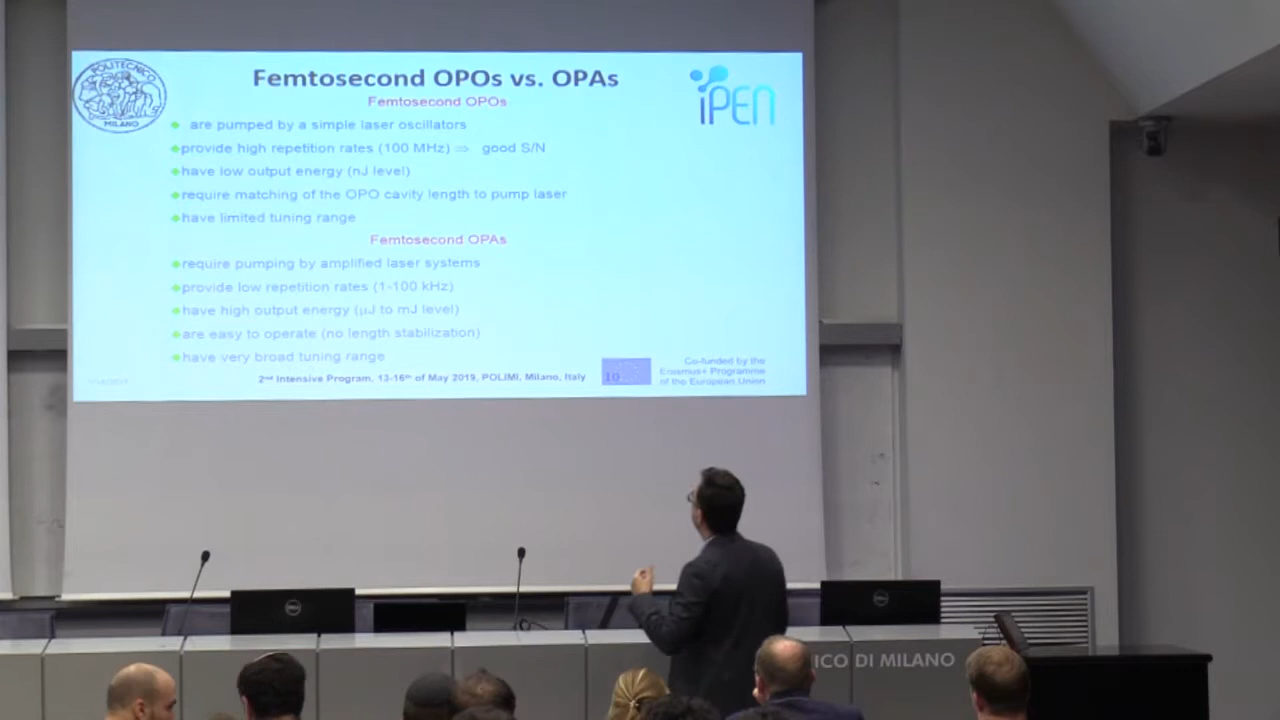 POLITECNICO
MILANO
Femtosecond OPOs vs. OPAs
iPEN
Femtosecond OPOs
are pumped by a simple laser oscillators
provide high repetition rates (100 MHz) ⇒ good S/N
have low output energy (nJ level)
require matching of the OPO cavity length to pump laser
have limited tuning range
Femtosecond OPAs
require pumping by amplified laser systems
provide low repetition rates (1-100 kHz)
have high output energy (µJ to mJ level)
are easy to operate (no length stabilization)
have very broad tuning range
2nd Intensive Program, 13-16th of May 2019, POLIMI, Milano, Italy
10
Co-funded by the
Erasmus+ Programme
of the European Union
DELL
DELL
ICO DI MILANO